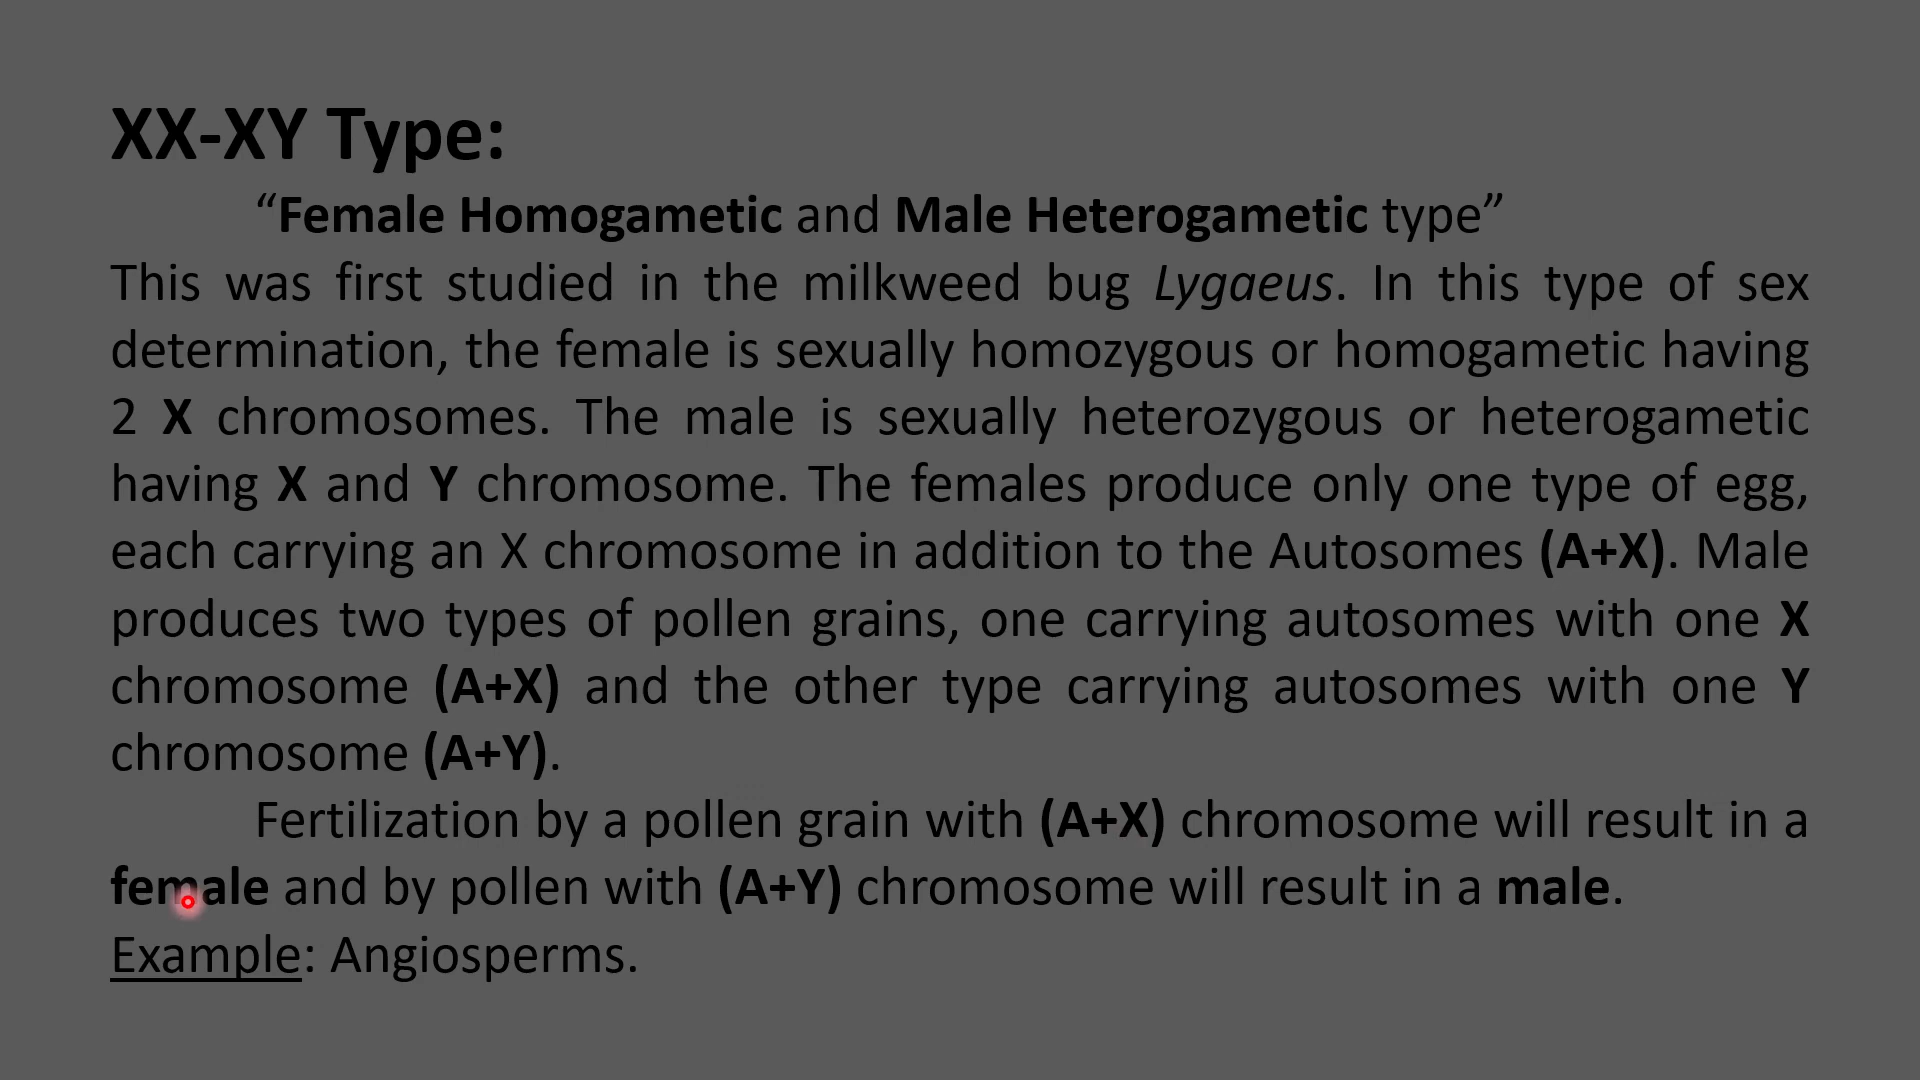 XX-XY Type:
“Female Homogametic and Male Heterogametic type”
This was first studied in the milkweed bug Lygaeus. In this type of sex
determination, the female is sexually homozygous or homogametic having
2 X chromosomes. The male is sexually heterozygous or heterogametic
having X and Y chromosome. The females produce only one type of egg,
each carrying an X chromosome in addition to the Autosomes (A+X). Male
produces two types of pollen grains, one carrying autosomes with one X
chromosome (A+X) and the other type carrying autosomes with one Y
chromosome (A+Y).
Fertilization by a pollen grain with (A+X) chromosome will result in a
female and by pollen with (A+Y) chromosome will result in a male.
Example: Angiosperms.